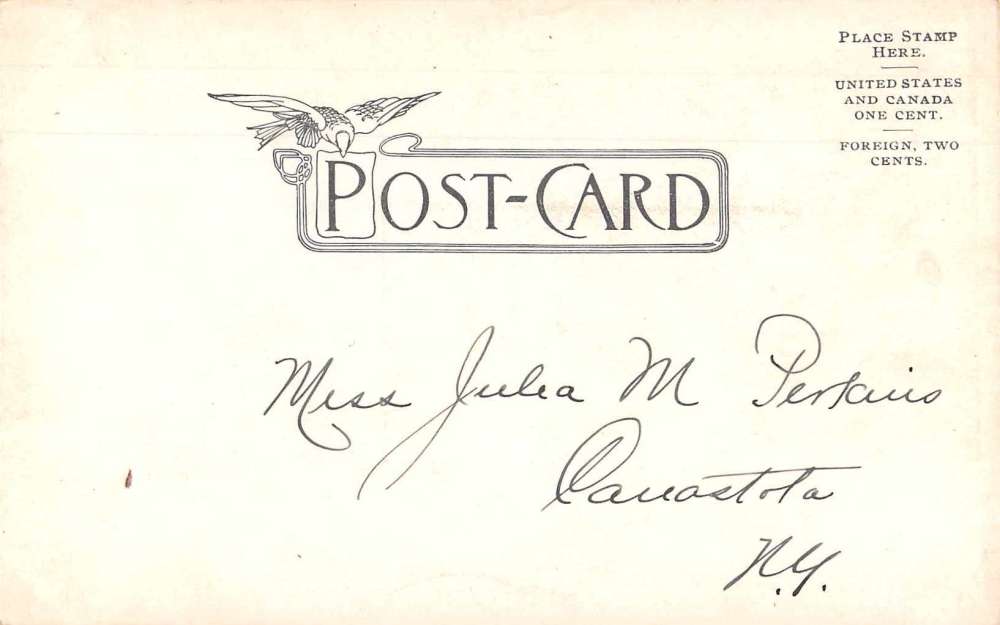 PLACE STAMP
HERE.
UNITED STATES
AND CANADA
ONE CENT.
FOREIGN, TWO
CENTS.
POST-CARD
Miss Julia M Perkins
Canastota
N.Y.